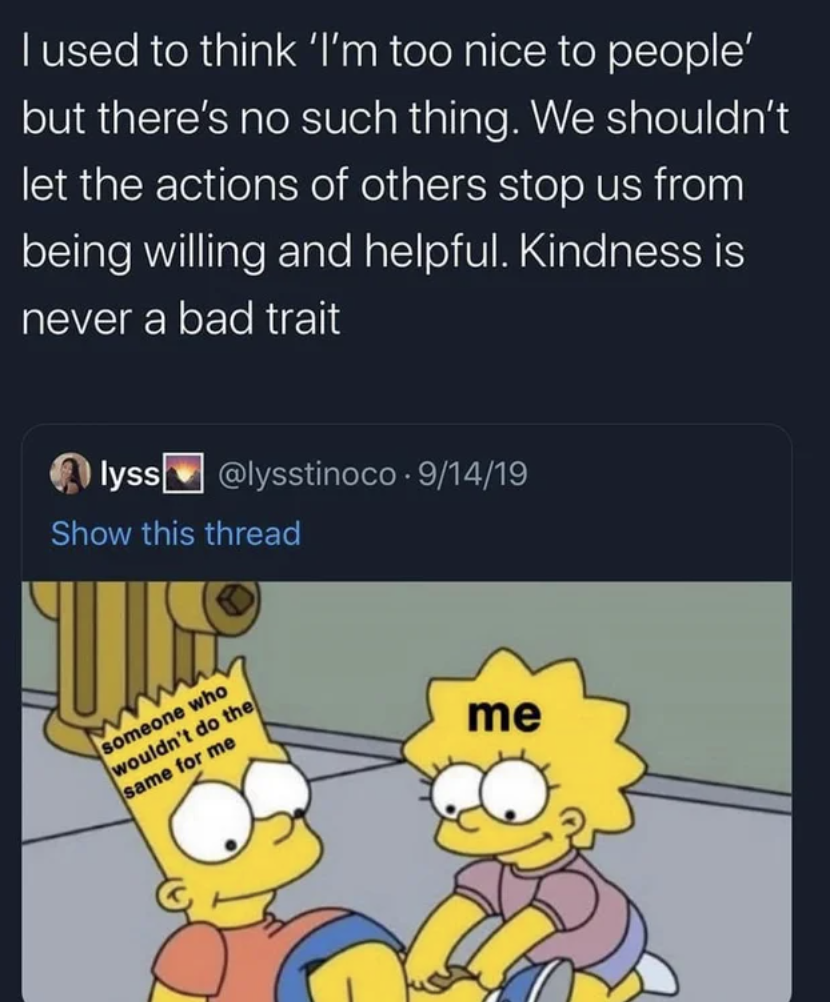 I used to think ‘I’m too nice to people’
but there’s no such thing. We shouldn’t
let the actions of others stop us from
being willing and helpful. Kindness is
never a bad trait
lyss🌄 @lysstinoco · 9/14/19
Show this thread
someone who
wouldn’t do the
same for me
me